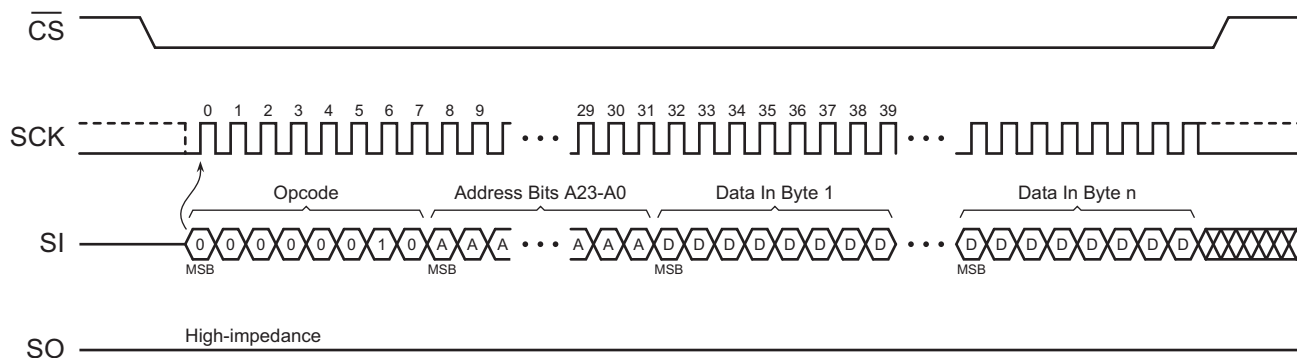 CS
SCK
0 1 2 3 4 5 6 7 8 9 29 30 31 32 33 34 35 36 37 38 39
Opcode Address Bits A23-A0 Data In Byte 1 Data In Byte n
SI
0 0 0 0 0 0 1 0 A A A A A A D D D D D D D D D D D D D D D D
MSB MSB MSB MSB
High-impedance
SO